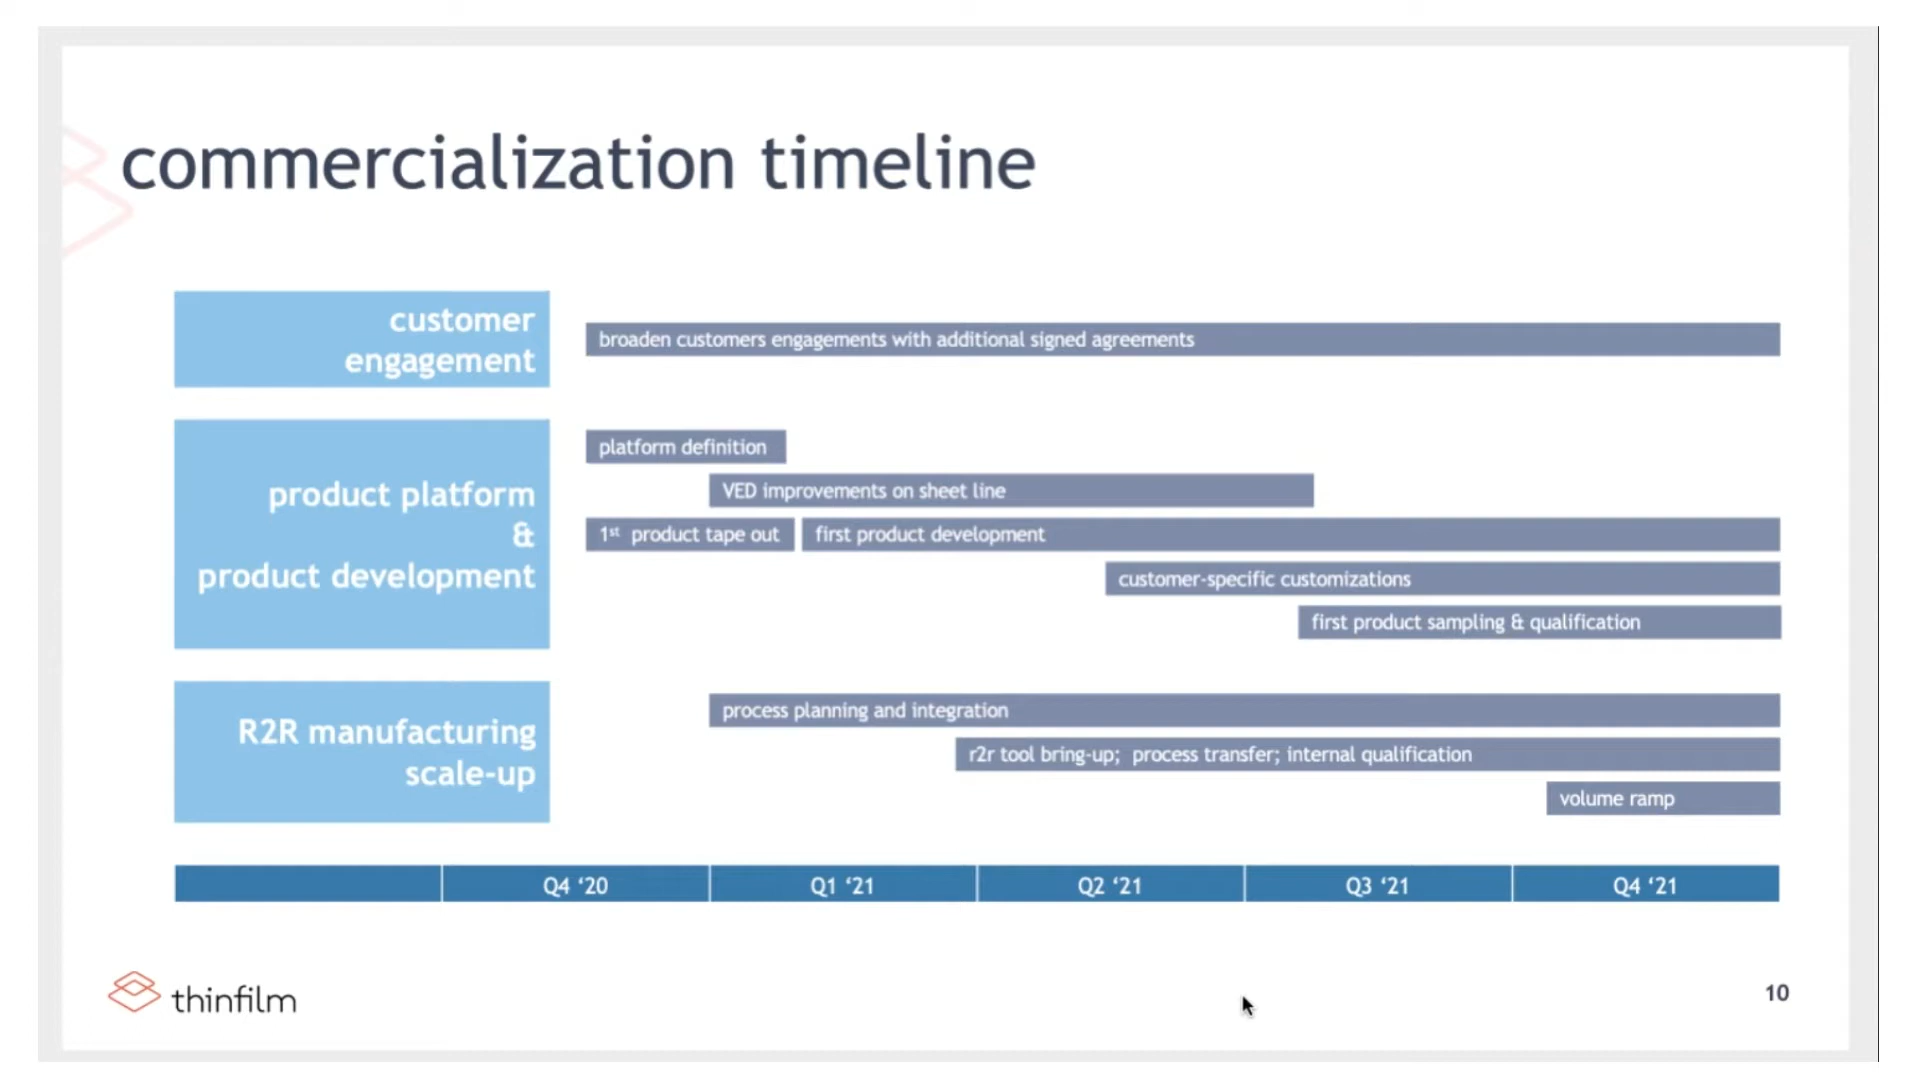 commercialization timeline
customer
engagement
broaden customers engagements with additional signed agreements
product platform
&
product development
platform definition
VED improvements on sheet line
1st product tape out
first product development
customer-specific customizations
first product sampling & qualification
R2R manufacturing
scale-up
process planning and integration
r2r tool bring-up; process transfer; internal qualification
volume ramp
Q4 ‘20
Q1 ‘21
Q2 ‘21
Q3 ‘21
Q4 ‘21
thinfilm
10